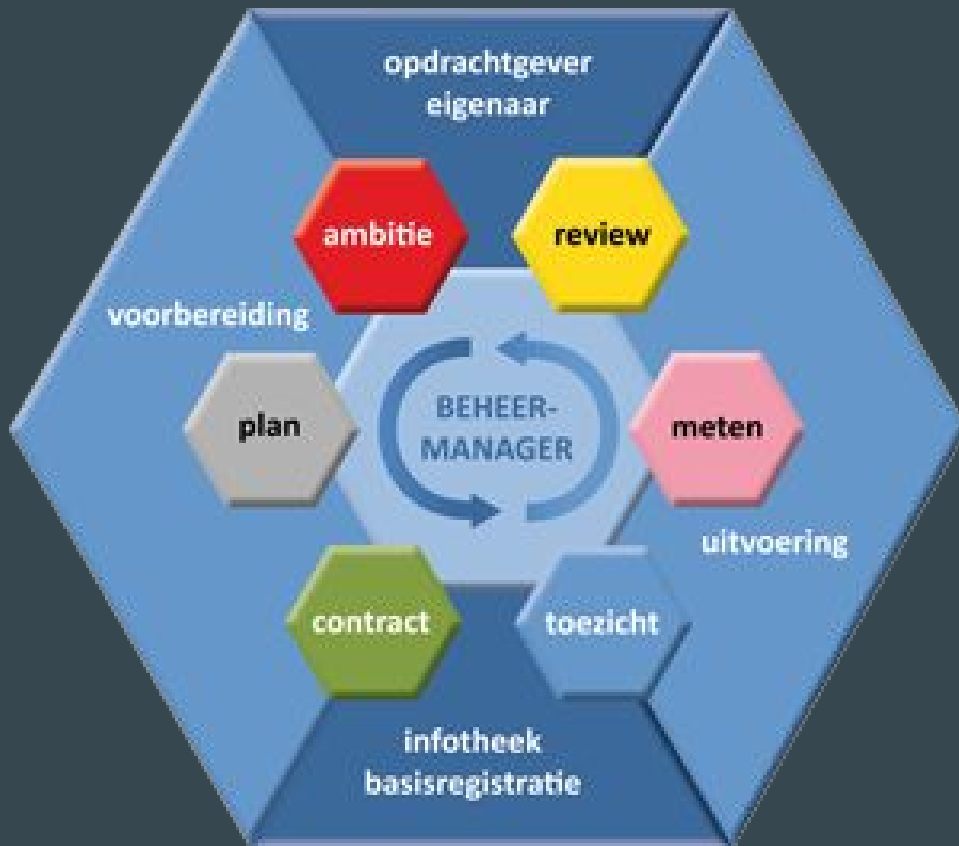 opdrachtgever
eigenaar
ambitie
review
voorbereiding
plan
BEHEER-
MANAGER
meten
uitvoering
contract
toezicht
infotheek
basisregistratie